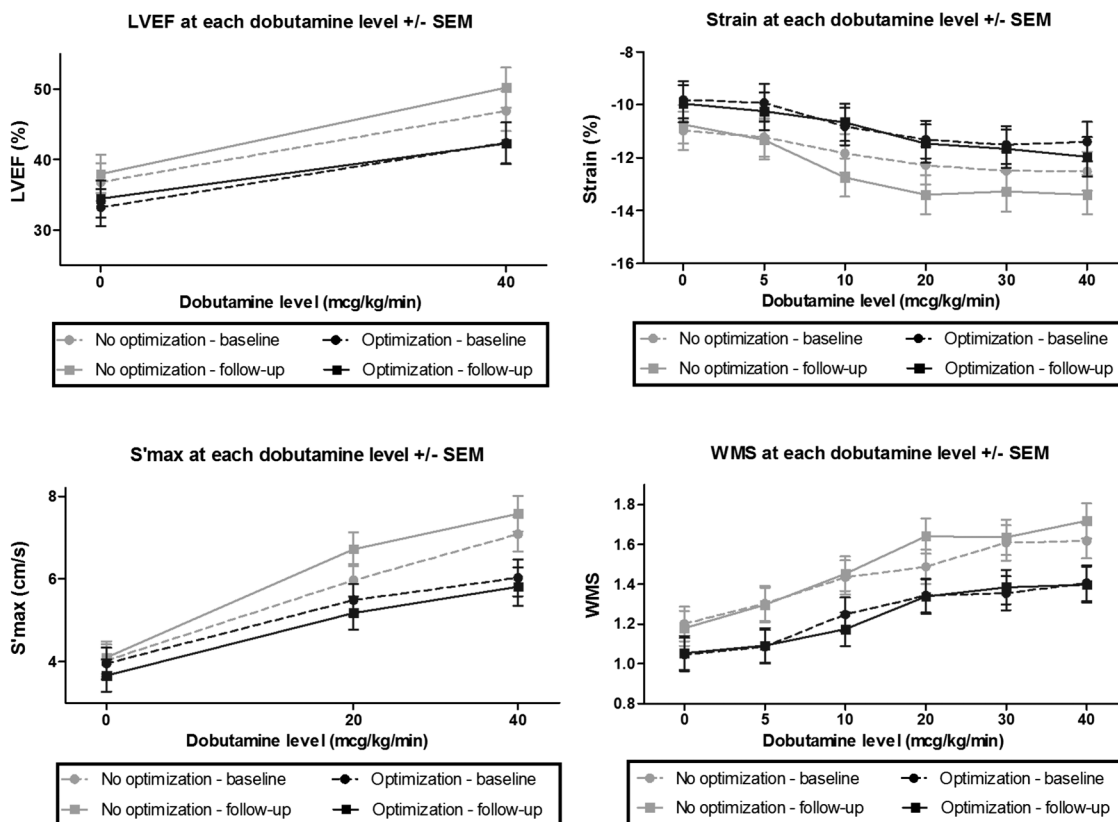 LVEF at each dobutamine level +/- SEM
50
40
30
LVEF (%)
0
40
Dobutamine level (mcg/kg/min)
No optimization - baseline
Optimization - baseline
No optimization - follow-up
Optimization - follow-up
Strain at each dobutamine level +/- SEM
-8
-10
-12
-14
-16
Strain (%)
0
5
10
20
30
40
Dobutamine level (mcg/kg/min)
No optimization - baseline
Optimization - baseline
No optimization - follow-up
Optimization - follow-up
S'max at each dobutamine level +/- SEM
8
6
4
S'max (cm/s)
0
20
40
Dobutamine level (mcg/kg/min)
No optimization - baseline
Optimization - baseline
No optimization - follow-up
Optimization - follow-up
WMS at each dobutamine level +/- SEM
1.8
1.6
1.4
1.2
1.0
0.8
WMS
0
5
10
20
30
40
Dobutamine level (mcg/kg/min)
No optimization - baseline
Optimization - baseline
No optimization - follow-up
Optimization - follow-up